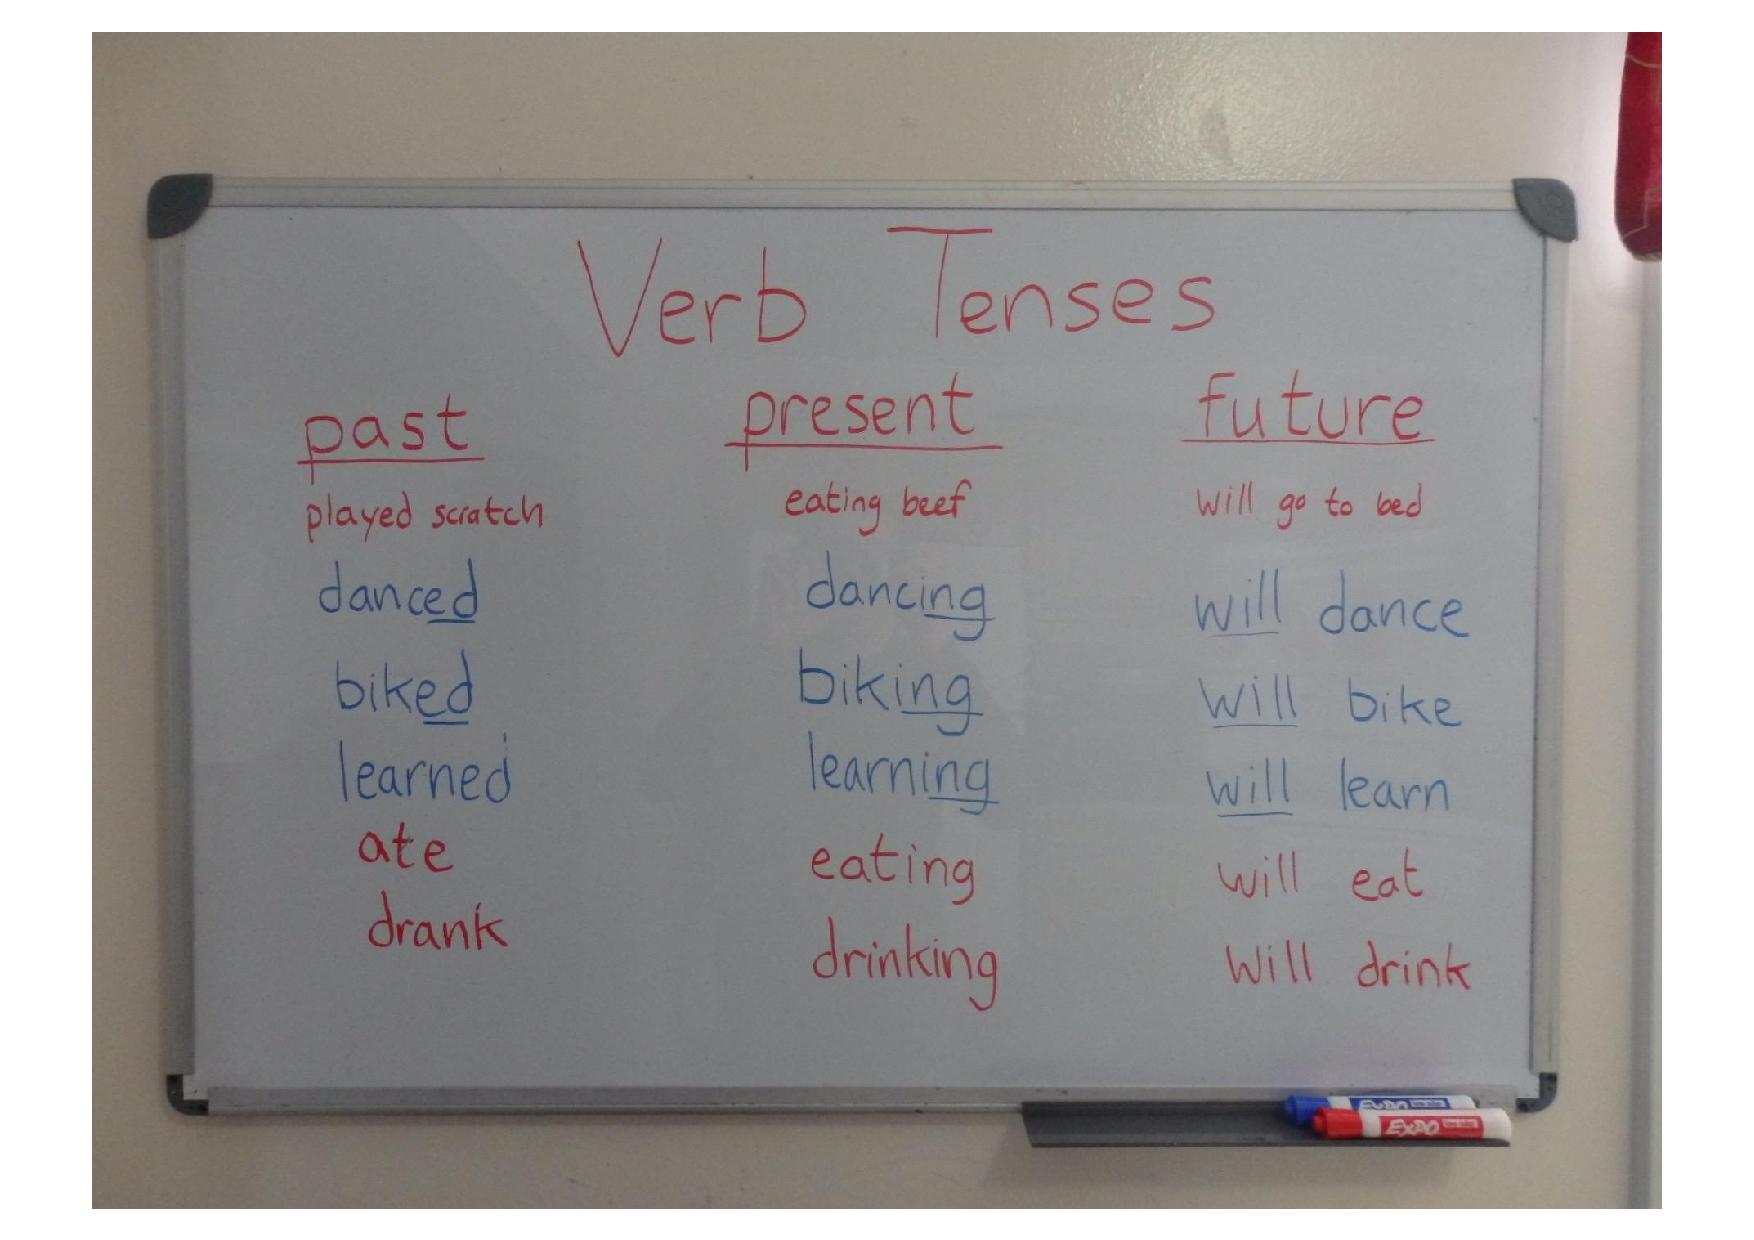 Verb Tenses
past present future
played scratch eating beef will go to bed
danced dancing will dance
biked biking will bike
learned learning will learn
ate eating will eat
drank drinking will drink
EXPO
EXPO